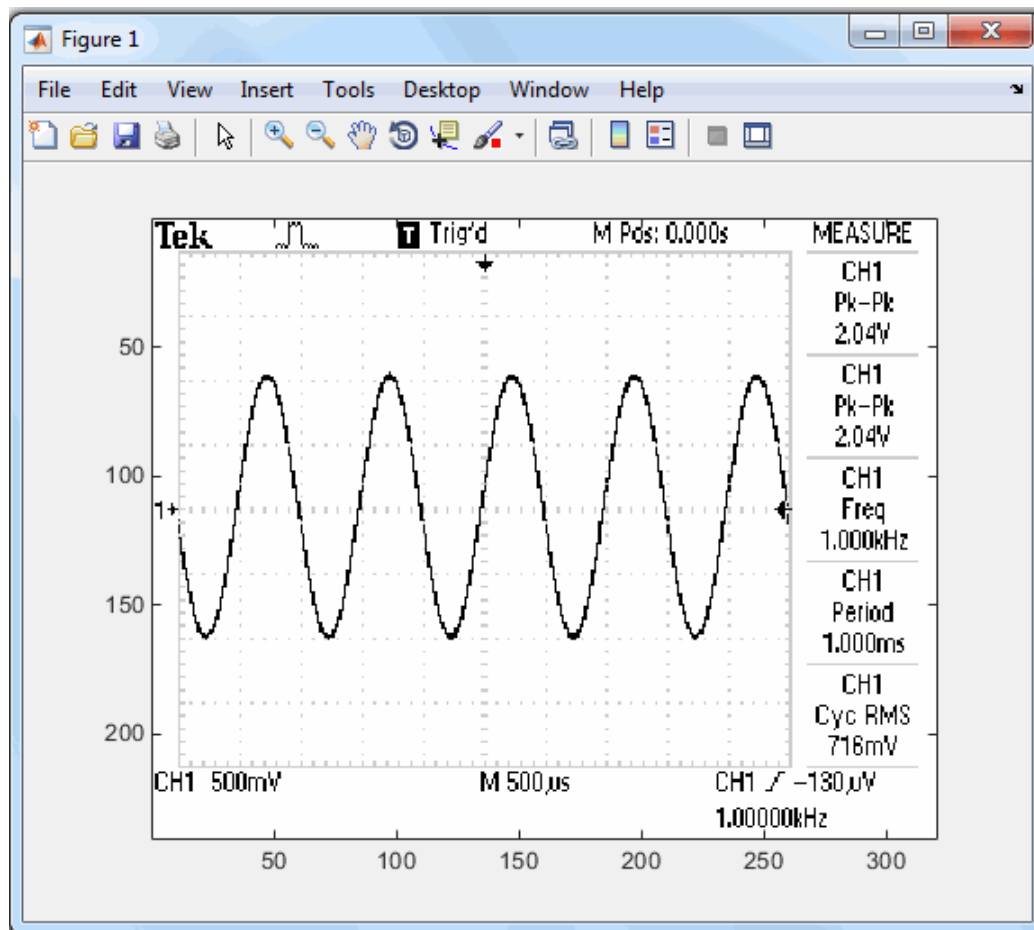 Figure 1
File Edit View Insert Tools Desktop Window Help
Tek T Trig'd M Pos: 0.000s MEASURE
CH1
Pk-Pk
2.04V
CH1
Pk-Pk
2.04V
CH1
Freq
1.000kHz
CH1
Period
1.000ms
CH1
Cyc RMS
716mV
50
100
1
150
200
CH1 500mV M 500µs CH1 -130µV
1.00000kHz
50 100 150 200 250 300